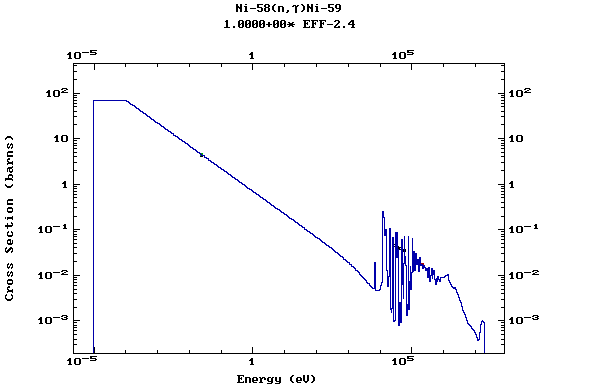 Ni-58(n,γ)Ni-59
1.0000+00* EFF-2.4
10-5 1 105
10² 10²
10 10
1 1
10-1 10-1
10-2 10-2
10-3 10-3
10-5 1 105
Cross Section (barns)
Energy (eV)